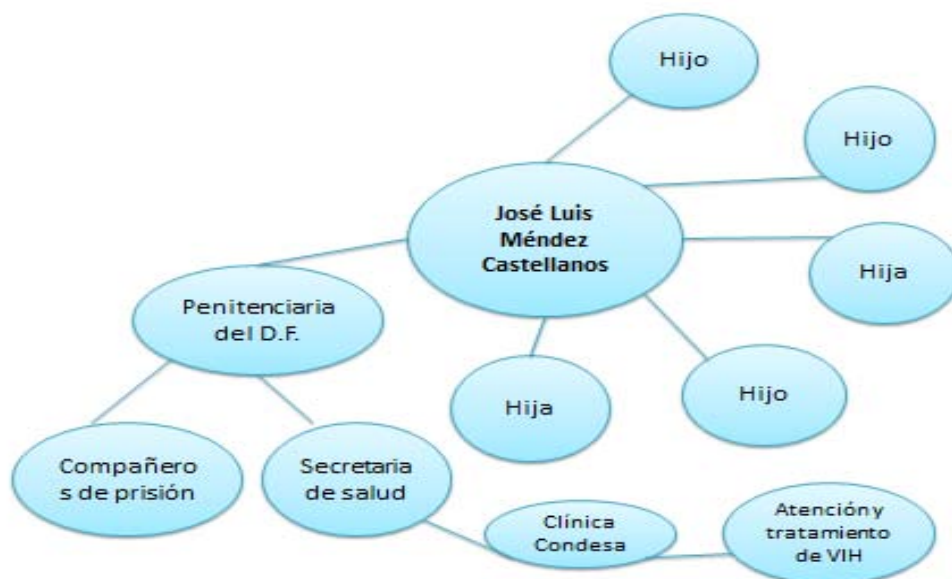 Hijo
Hijo
José Luis
Méndez
Castellanos
Hija
Penitenciaria
del D.F.
Hija
Hijo
Compañero
s de prisión
Secretaria
de salud
Clínica
Condesa
Atención y
tratamiento
de VIH